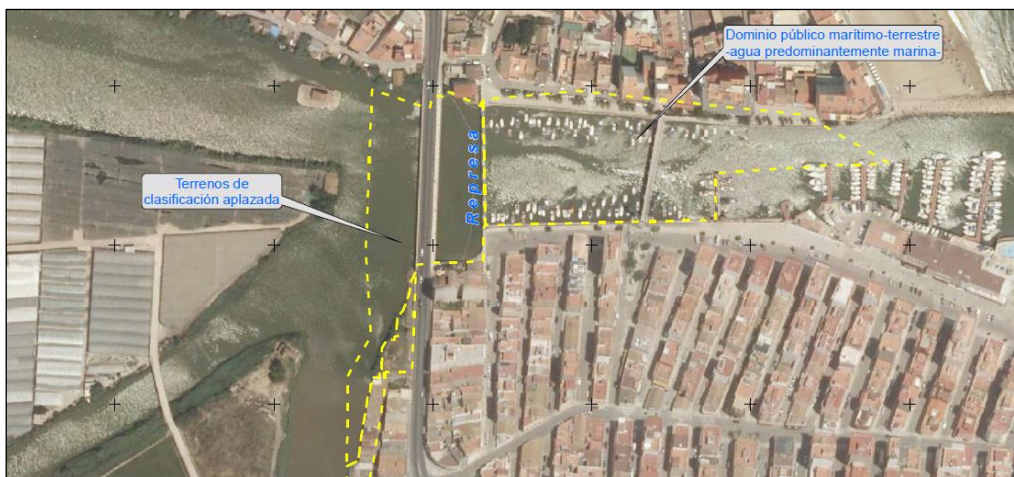 Dominio público marítimo-terrestre
-agua predominantemente marina-
Represa
Terrenos de
clasificación aplazada